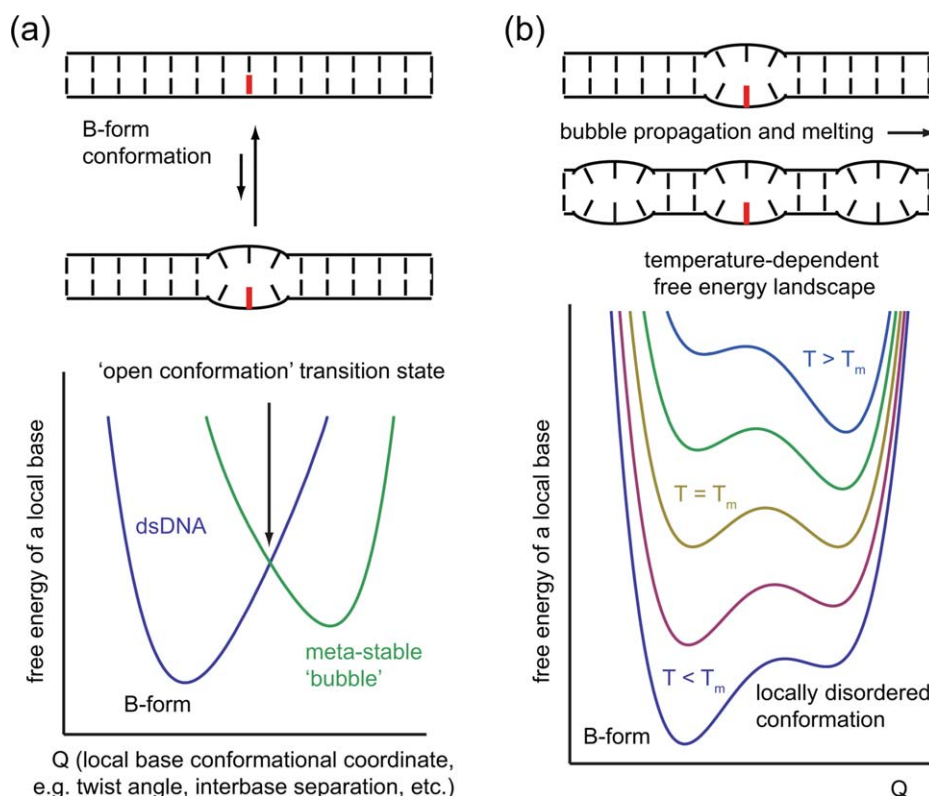 (a)
B-form
conformation
'open conformation' transition state
free energy of a local base
dsDNA
meta-stable
'bubble'
B-form
Q (local base conformational coordinate,
e.g. twist angle, interbase separation, etc.)
(b)
bubble propagation and melting
temperature-dependent
free energy landscape
free energy of a local base
T > Tₘ
T = Tₘ
T < Tₘ
locally disordered
conformation
B-form
Q